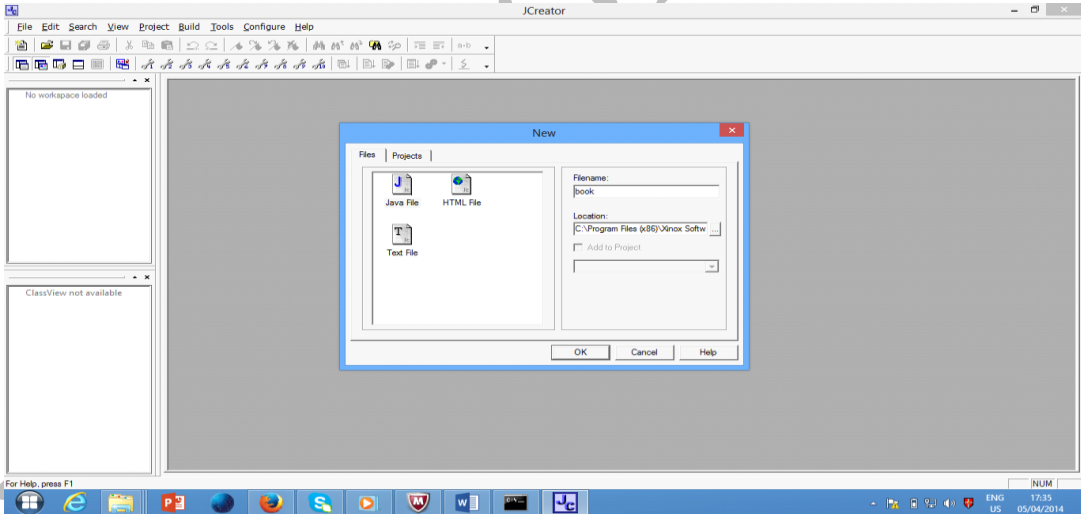 JCreator
File Edit Search View Project Build Tools Configure Help
No workspace loaded
New
Files Projects
Java File HTML File
Text File
Filename:
book
Location:
C:\Program Files (x86)\Xinox Softw ...
Add to Project
OK Cancel Help
ClassView not available
For Help, press F1
NUM
ENG 17:35
US 05/04/2014